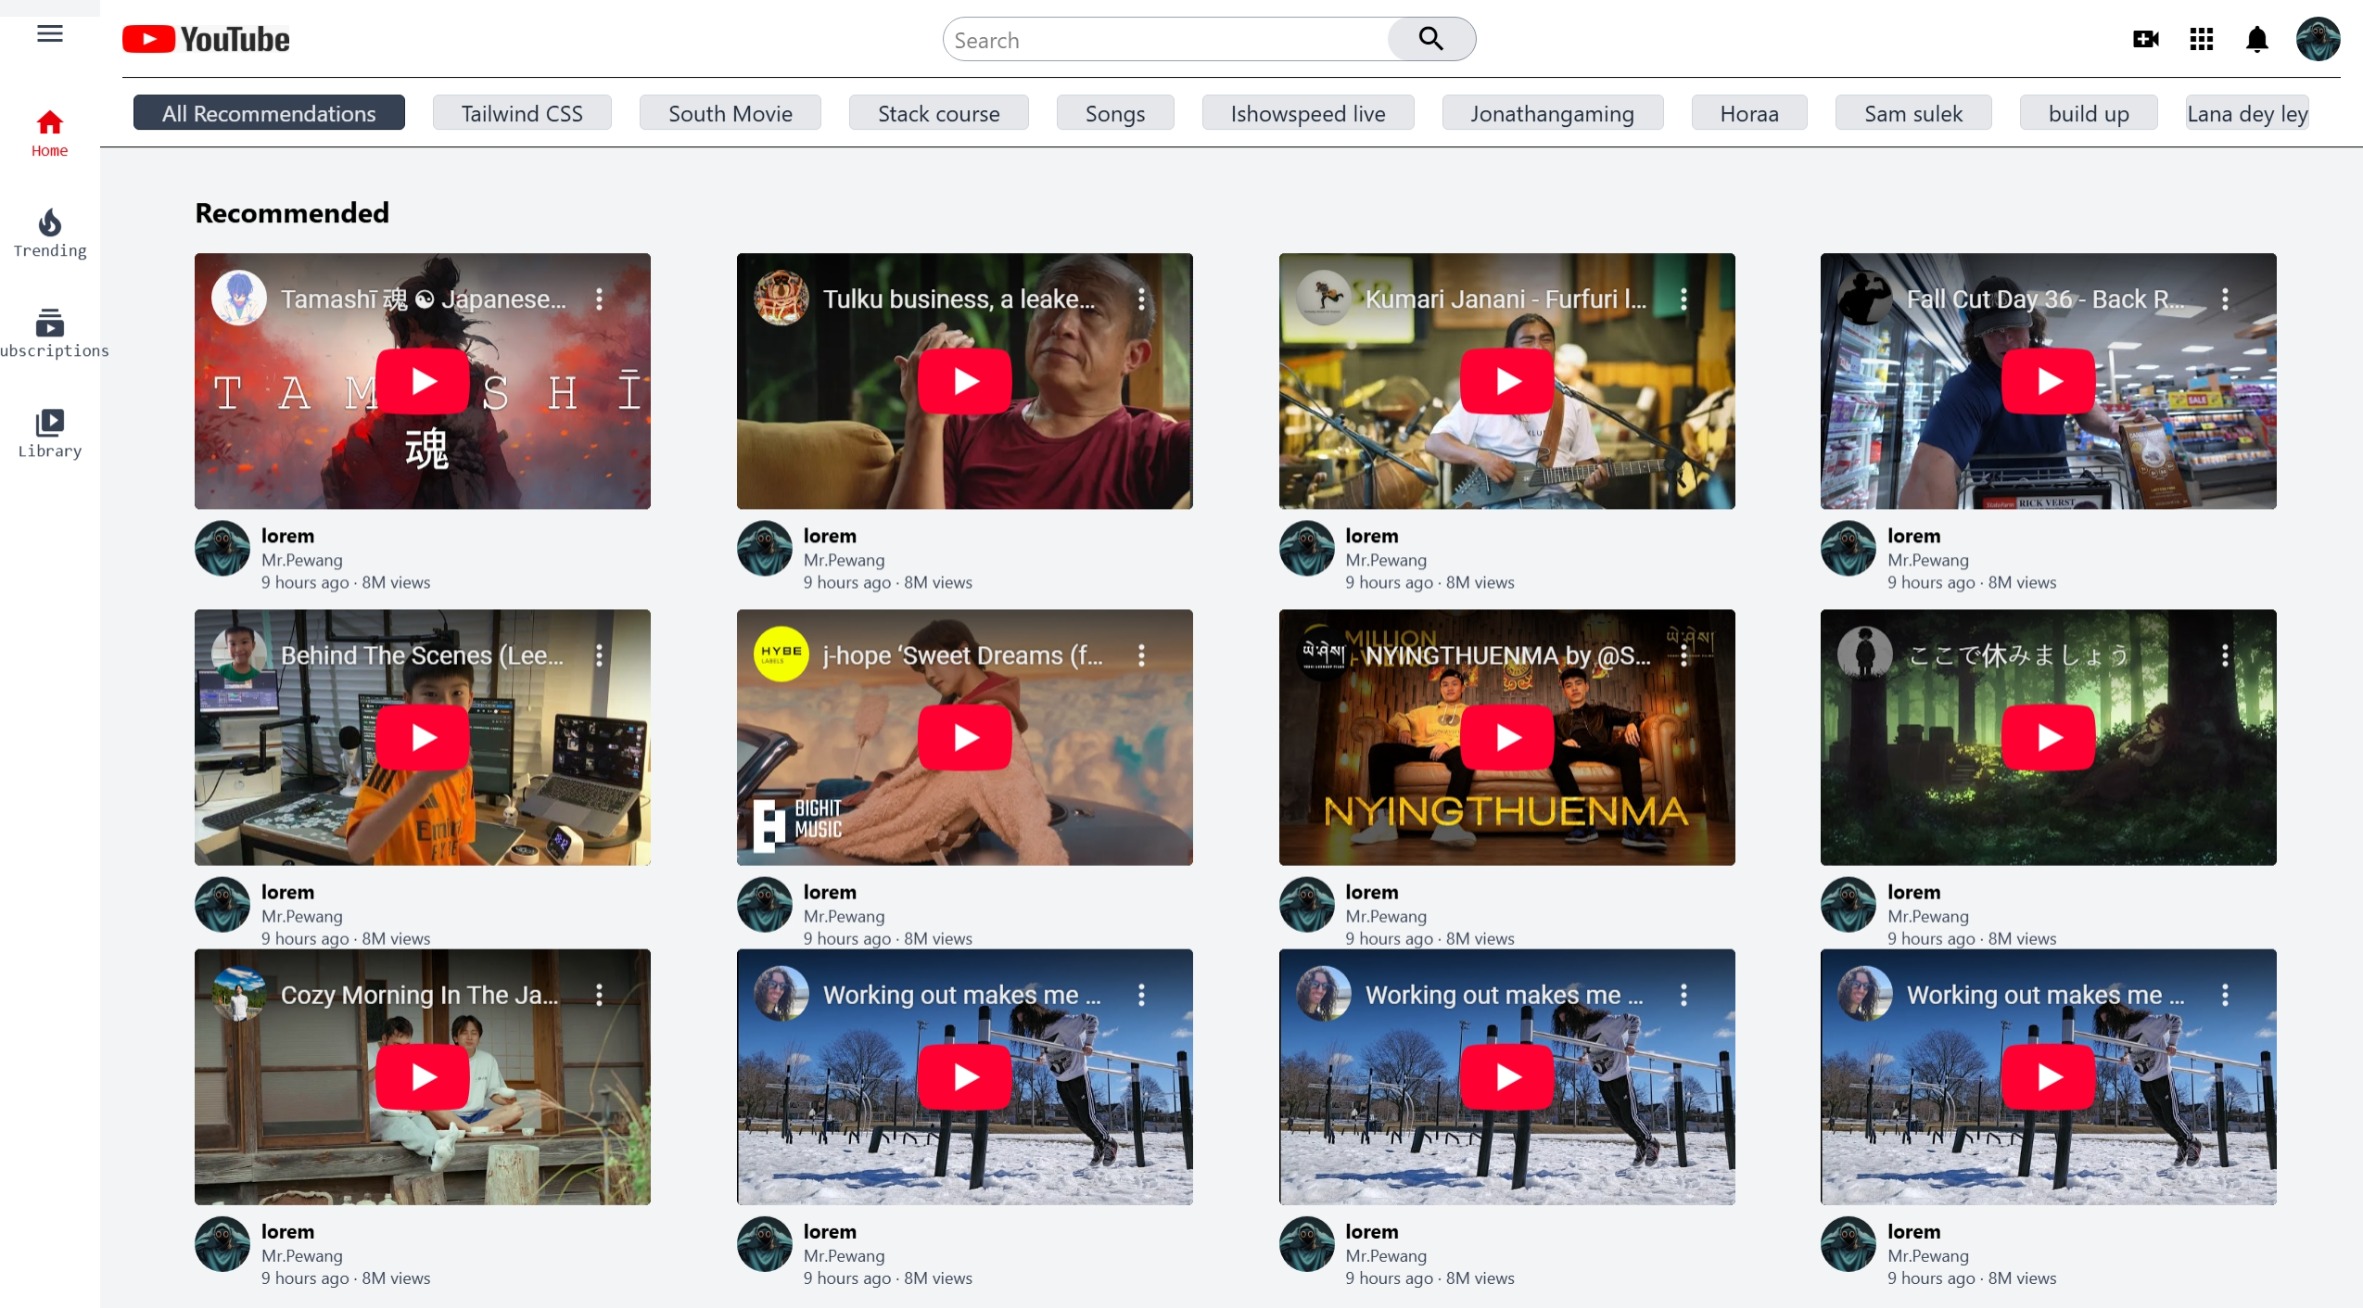 YouTube
Search
All Recommendations
Tailwind CSS
South Movie
Stack course
Songs
Ishowspeed live
Jonathangaming
Horaa
Sam sulek
build up
Lana dey ley
Home
Trending
ubscriptions
Library
Recommended
Tamashī 魂 ☯ Japanese...
T A M S H Ī
魂
lorem
Mr.Pewang
9 hours ago · 8M views
Tulku business, a leake...
lorem
Mr.Pewang
9 hours ago · 8M views
Kumari Janani - Furfuri l...
lorem
Mr.Pewang
9 hours ago · 8M views
Fall Cut Day 36 - Back R...
SALE
RICK VERST
lorem
Mr.Pewang
9 hours ago · 8M views
Behind The Scenes (Lee...
lorem
Mr.Pewang
9 hours ago · 8M views
HYBE
LABELS
j-hope ‘Sweet Dreams (f...
BIGHIT
MUSIC
lorem
Mr.Pewang
9 hours ago · 8M views
MILLION
ཡེ་ཤེས།
ཡེ་ཤེས།
NYINGTHUENMA by @S...
NYINGTHUENMA
lorem
Mr.Pewang
9 hours ago · 8M views
ここで休みましょう
lorem
Mr.Pewang
9 hours ago · 8M views
Cozy Morning In The Ja...
lorem
Mr.Pewang
9 hours ago · 8M views
Working out makes me ...
lorem
Mr.Pewang
9 hours ago · 8M views
Working out makes me ...
lorem
Mr.Pewang
9 hours ago · 8M views
Working out makes me ...
lorem
Mr.Pewang
9 hours ago · 8M views